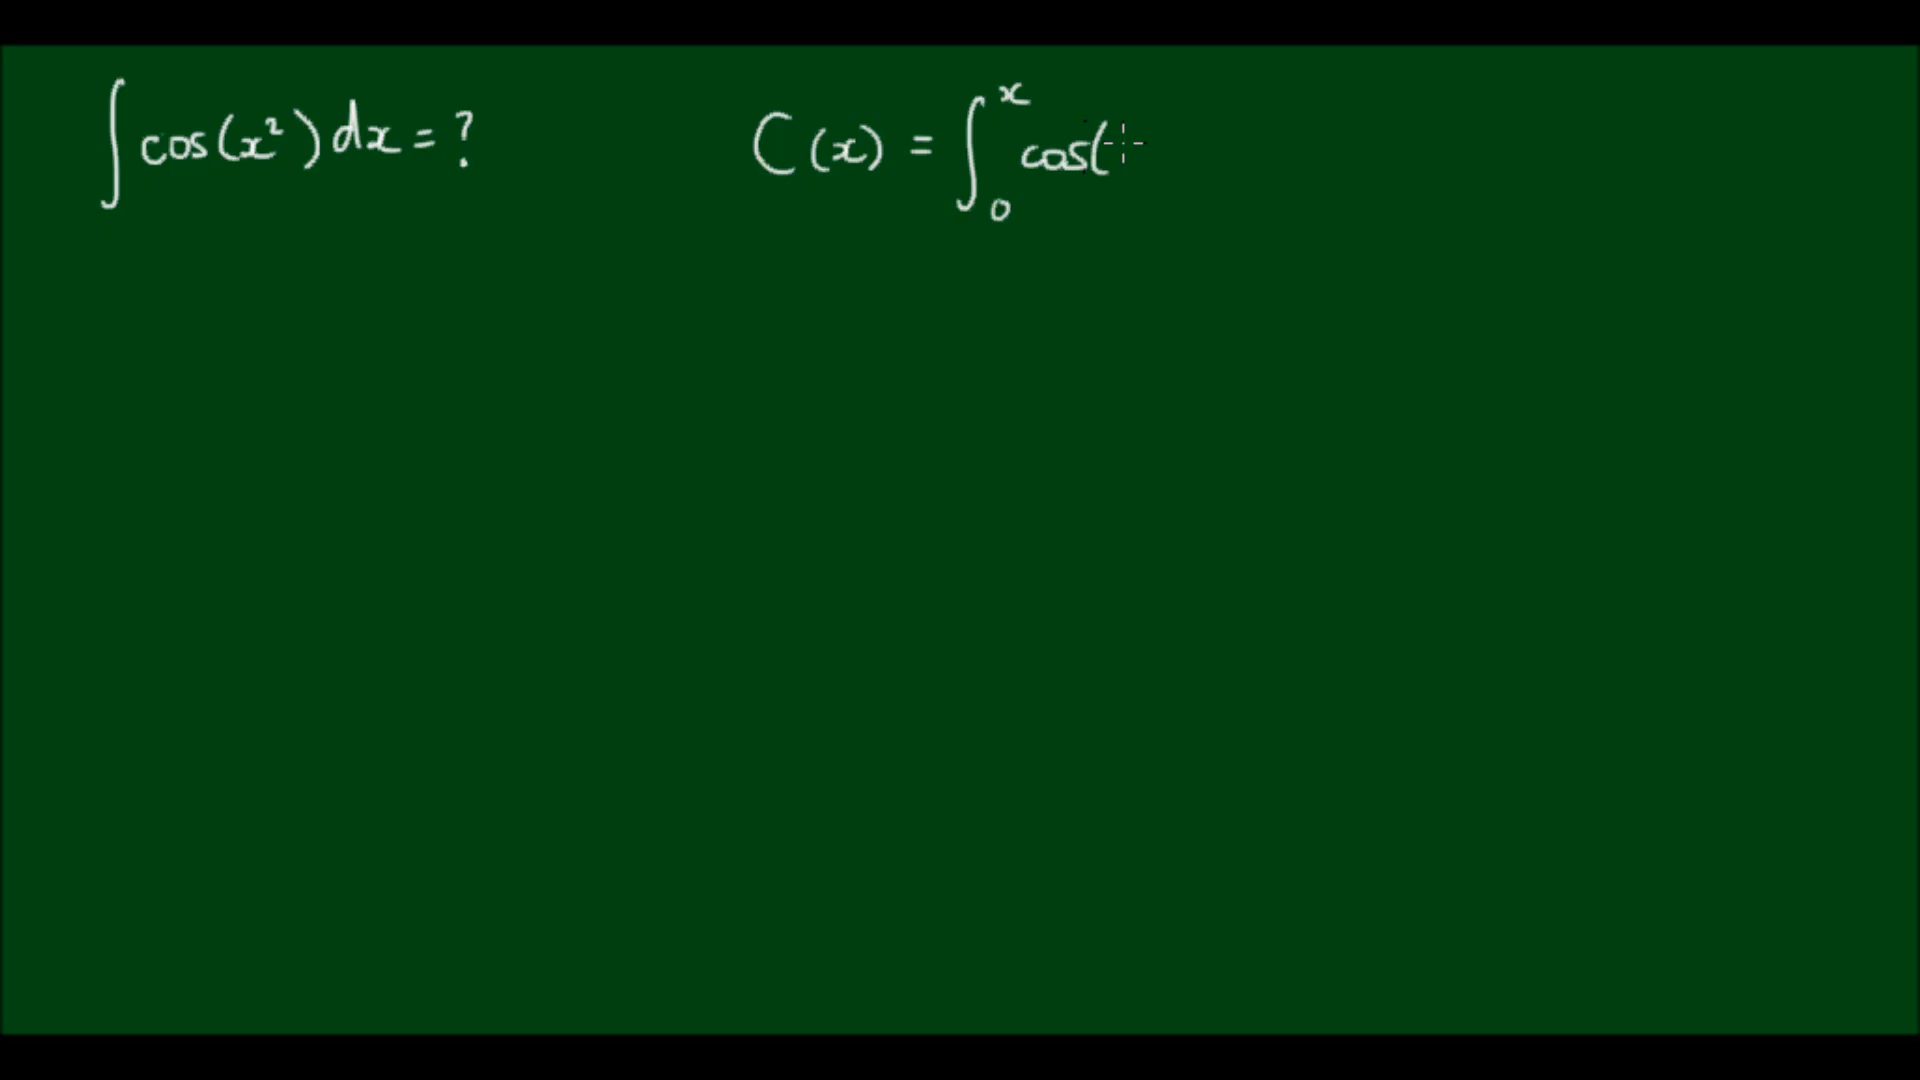 ∫cos(x²)dx = ?
C(x) = ∫₀ˣ cos(